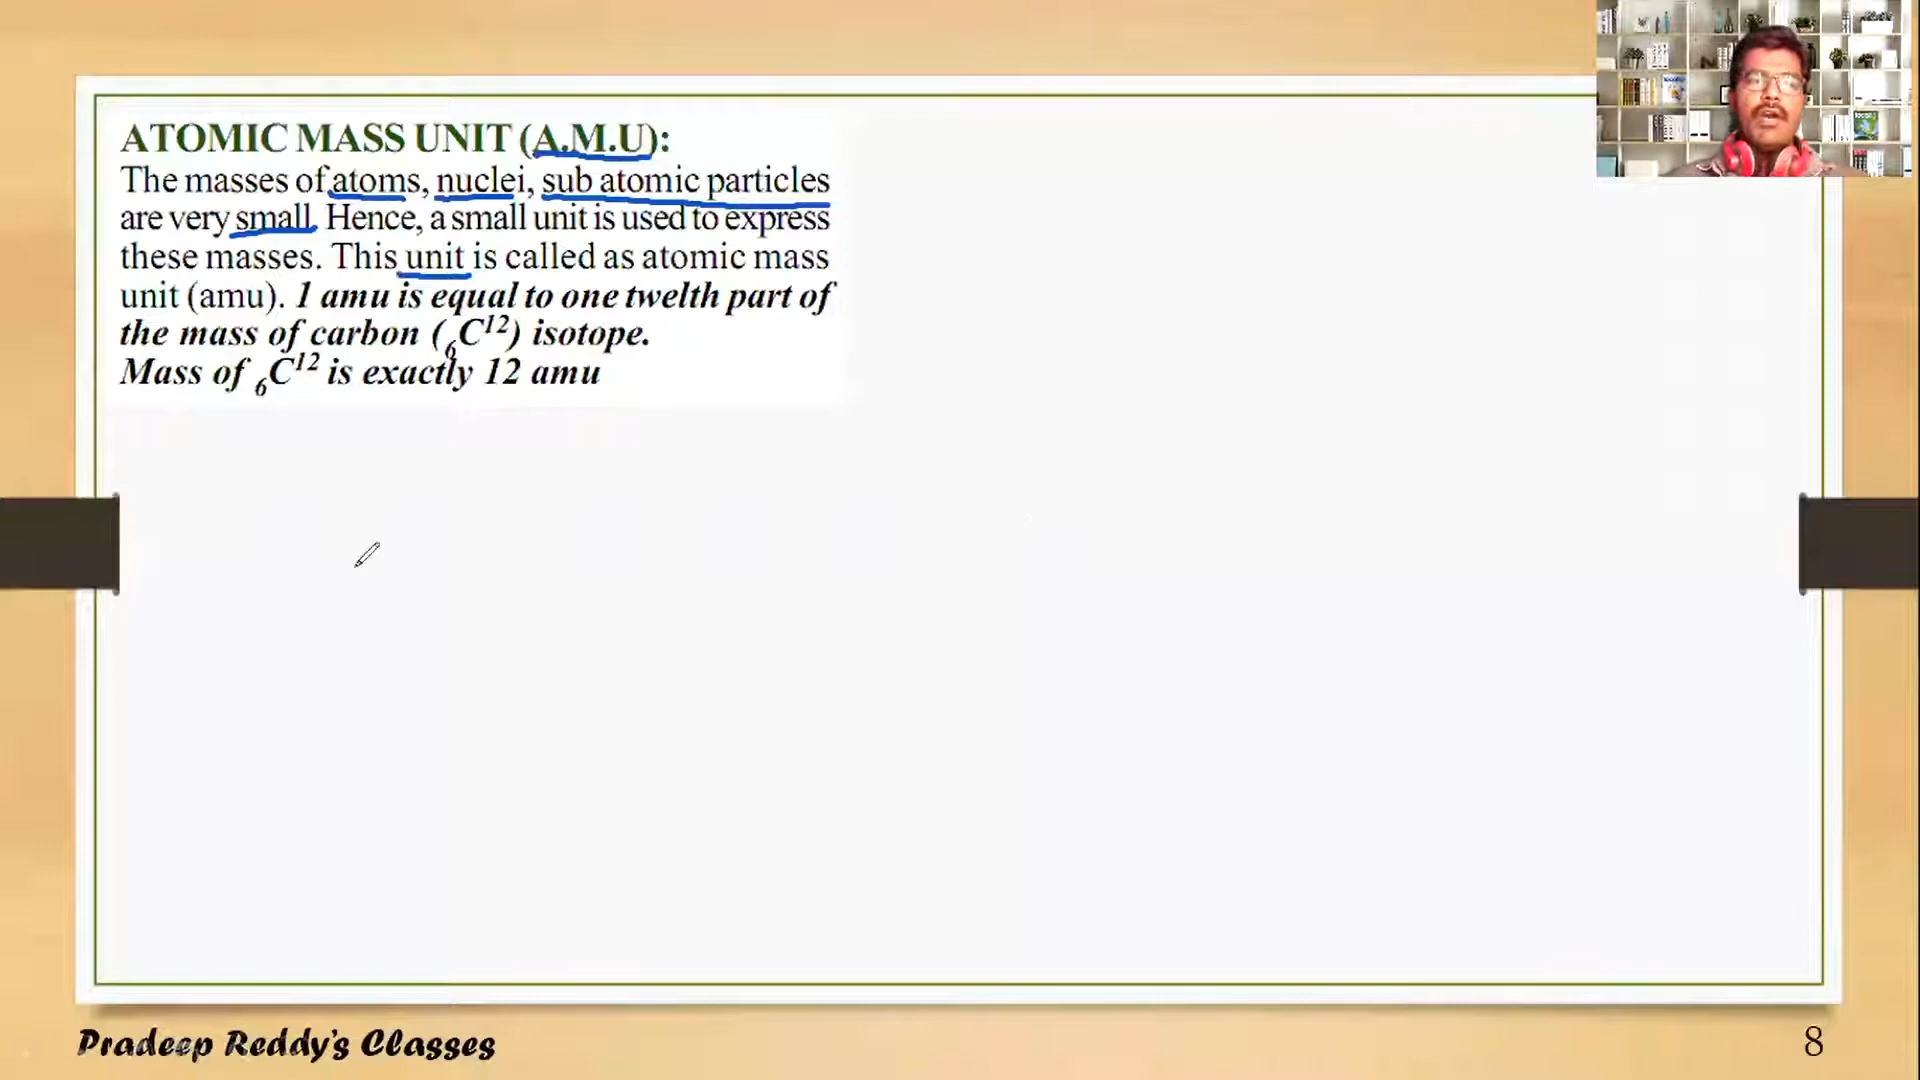 ATOMIC MASS UNIT (A.M.U):
The masses of atoms, nuclei, sub atomic particles
are very small. Hence, a small unit is used to express
these masses. This unit is called as atomic mass
unit (amu). 1 amu is equal to one twelth part of
the mass of carbon (₆C¹²) isotope.
Mass of ₆C¹² is exactly 12 amu
Pradeep Reddy's Classes
8